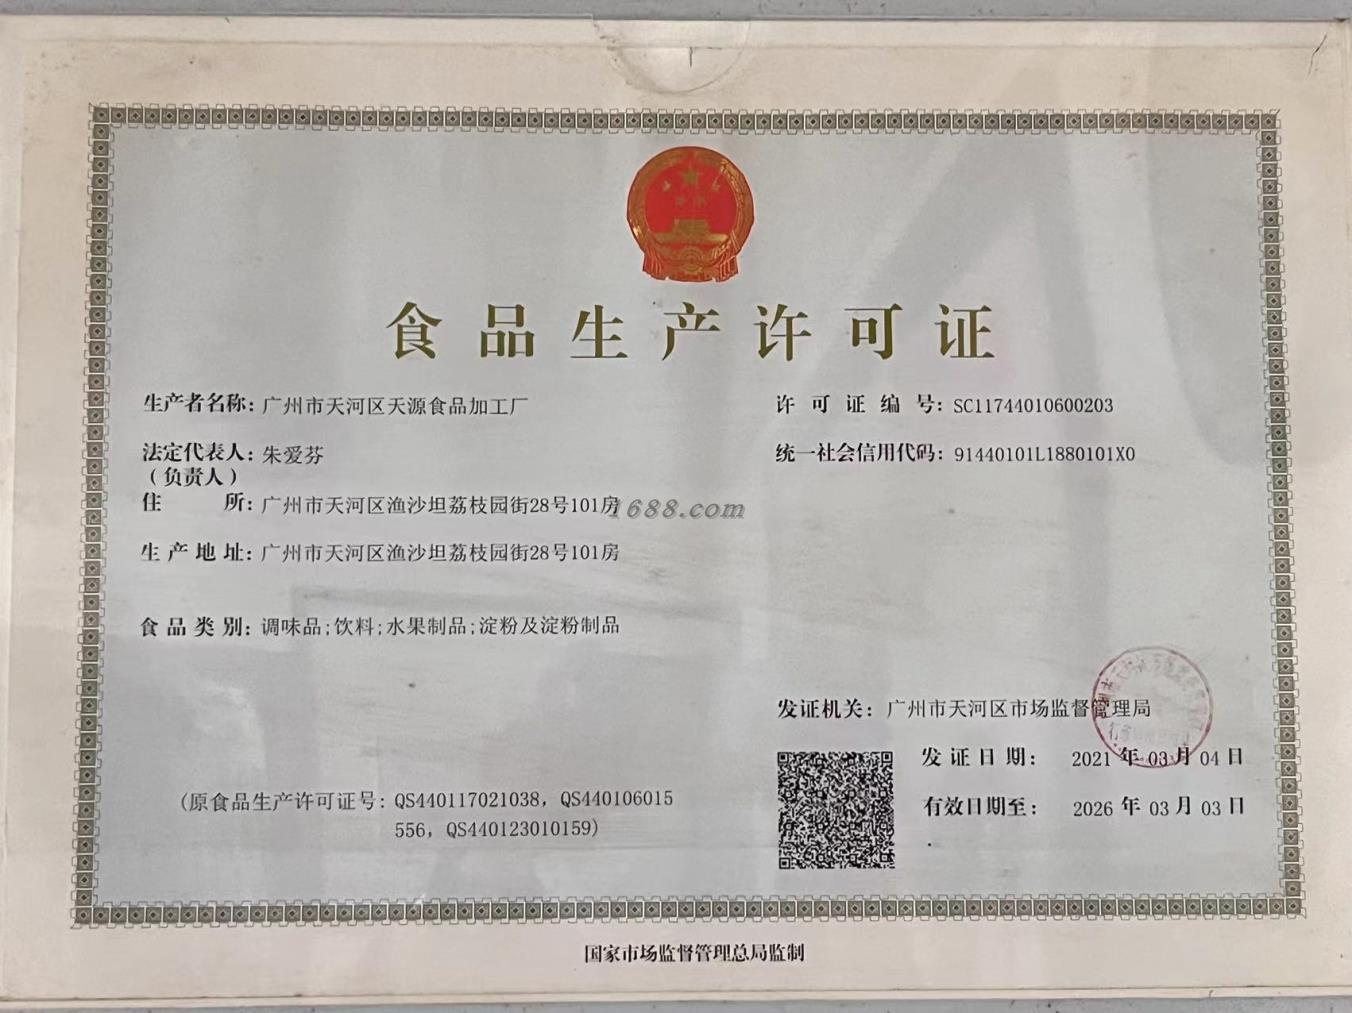 食品生产许可证
生产者名称：广州市天河区天源食品加工厂
许可证编号：SC11744010600203
法定代表人：朱爱芬
（负责人）
统一社会信用代码：91440101L1880101X0
住所：广州市天河区渔沙坦荔枝园街28号101房
1688.com
生产地址：广州市天河区渔沙坦荔枝园街28号101房
食品类别：调味品;饮料;水果制品;淀粉及淀粉制品
发证机关：广州市天河区市场监督管理局
发证日期：2021年03月04日
有效日期至：2026年03月03日
（原食品生产许可证号：QS440117021038，QS440106015
556，QS440123010159）
国家市场监督管理总局监制